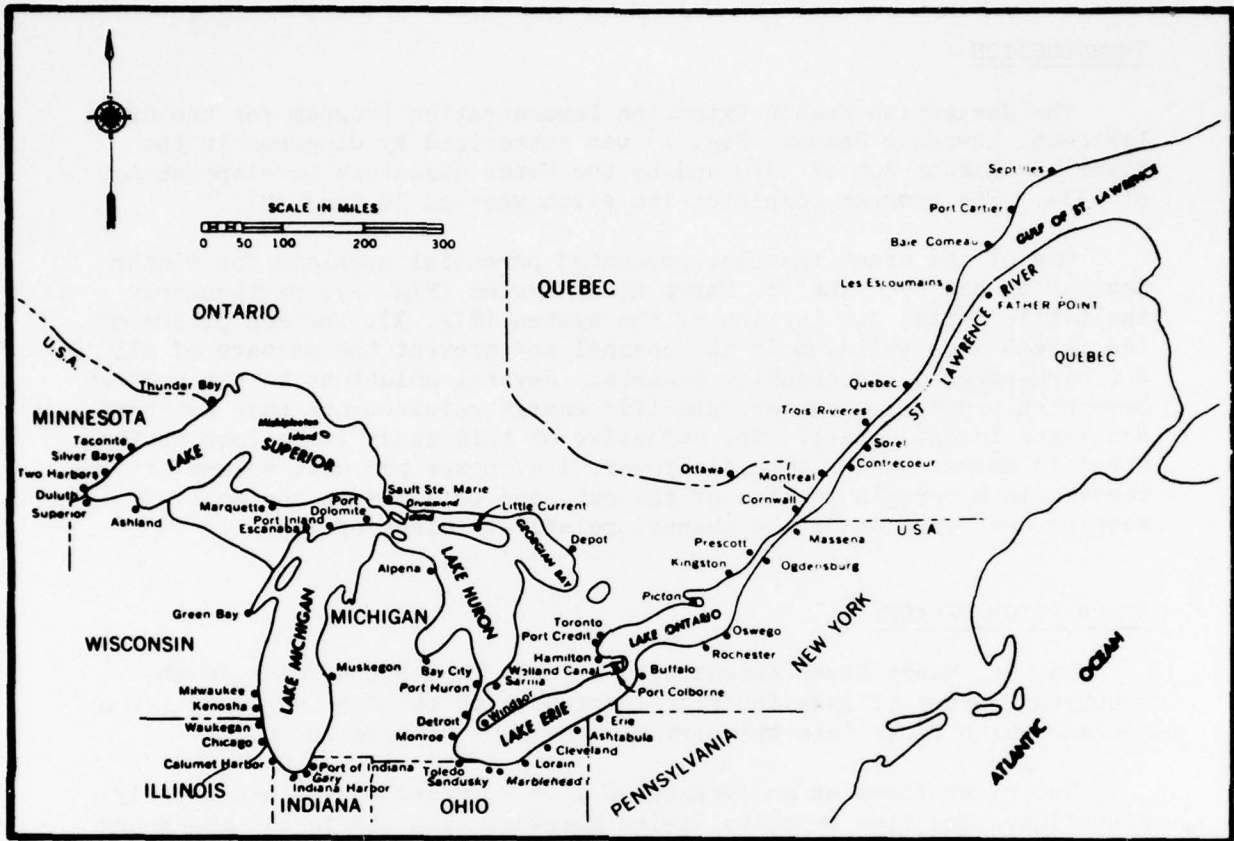 SCALE IN MILES
0 50 100 200 300
ONTARIO
QUEBEC
U.S.A.
Thunder Bay
MINNESOTA
Taconite
Silver Bay
Two Harbors
Duluth
Superior
Ashland
LAKE SUPERIOR
Michipicoten Island
Marquette
Port Inland
Escanaba
Port Dolomite
Sault Ste. Marie
Drummond Island
Little Current
GEORGIAN BAY
Depot
Alpena
LAKE HURON
Green Bay
MICHIGAN
WISCONSIN
LAKE MICHIGAN
Muskegon
Bay City
Port Huron
Sarnia
Milwaukee
Kenosha
Waukegan
Chicago
Calumet Harbor
ILLINOIS
Gary
Indiana Harbor
Port of Indiana
INDIANA
Detroit
Monroe
Windsor
Toledo
Sandusky
Marblehead
OHIO
Lorain
Cleveland
Ashtabula
Erie
LAKE ERIE
PENNSYLVANIA
Port Colborne
Buffalo
Welland Canal
Hamilton
Port Credit
Toronto
LAKE ONTARIO
Rochester
Oswego
NEW YORK
Picton
Kingston
Prescott
Ogdensburg
Massena
USA
Cornwall
Montreal
Ottawa
Contrecoeur
Sorel
Trois Rivieres
Quebec
ST. LAWRENCE RIVER
FATHER POINT
QUEBEC
Les Escoumains
Baie Comeau
Port Cartier
Sept Iles
GULF OF ST. LAWRENCE
ATLANTIC OCEAN